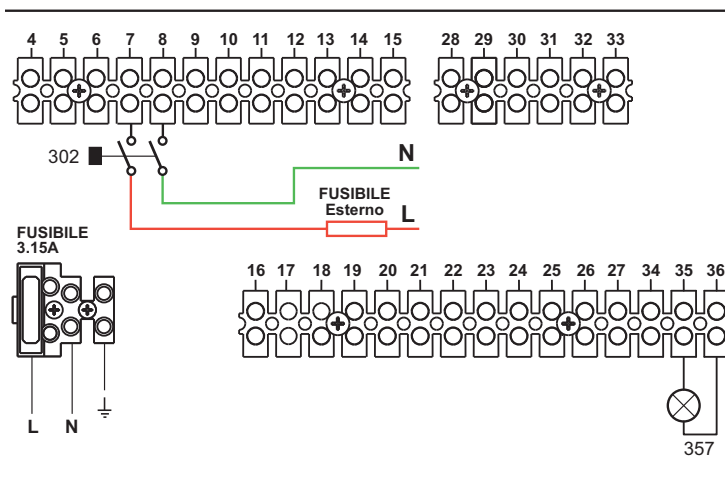 4 5 6 7 8 9 10 11 12 13 14 15
28 29 30 31 32 33
302
N
FUSIBILE
Esterno
L
FUSIBILE
3.15A
16 17 18 19 20 21 22 23 24 25 26 27 34 35 36
L N
357